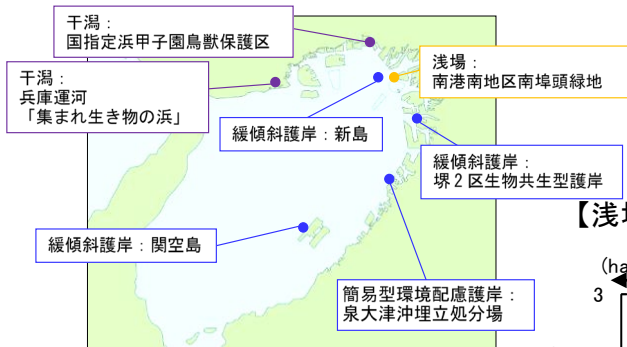 干潟：
国指定浜甲子園鳥獣保護区
干潟：
兵庫運河
「集まれ生き物の浜」
浅場：
南港南地区南埠頭緑地
緩傾斜護岸：新島
緩傾斜護岸：
堺２区生物共生型護岸
緩傾斜護岸：関空島
簡易型環境配慮護岸：
泉大津沖埋立処分場
【浅
(ha
3